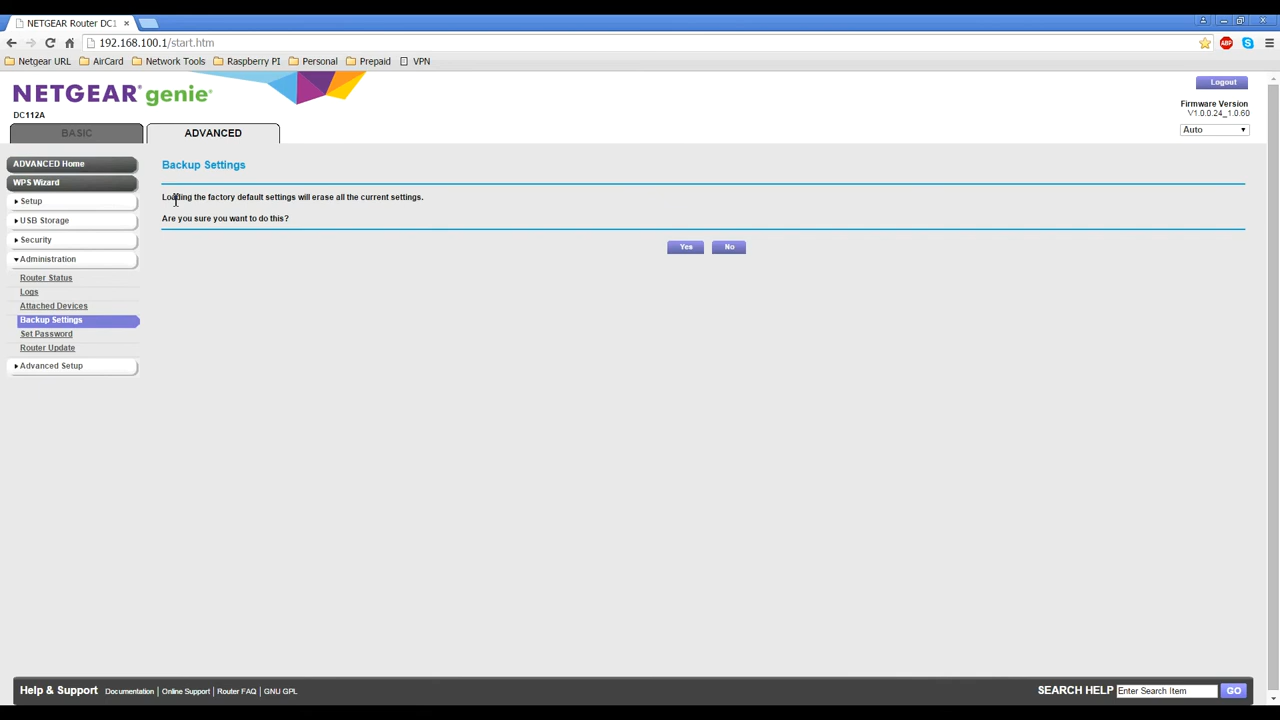 NETGEAR Router DC1
192.168.100.1/start.htm
Netgear URL AirCard Network Tools Raspberry PI Personal Prepaid VPN
NETGEAR® genie®
Logout
DC112A
Firmware Version
V1.0.0.24_1.0.60
Auto
BASIC ADVANCED
ADVANCED Home
WPS Wizard
Setup
USB Storage
Security
Administration
Router Status
Logs
Attached Devices
Backup Settings
Set Password
Router Update
Advanced Setup
Backup Settings
Loading the factory default settings will erase all the current settings.
Are you sure you want to do this?
Yes No
Help & Support Documentation Online Support Router FAQ GNU GPL
SEARCH HELP Enter Search Item GO
ABP